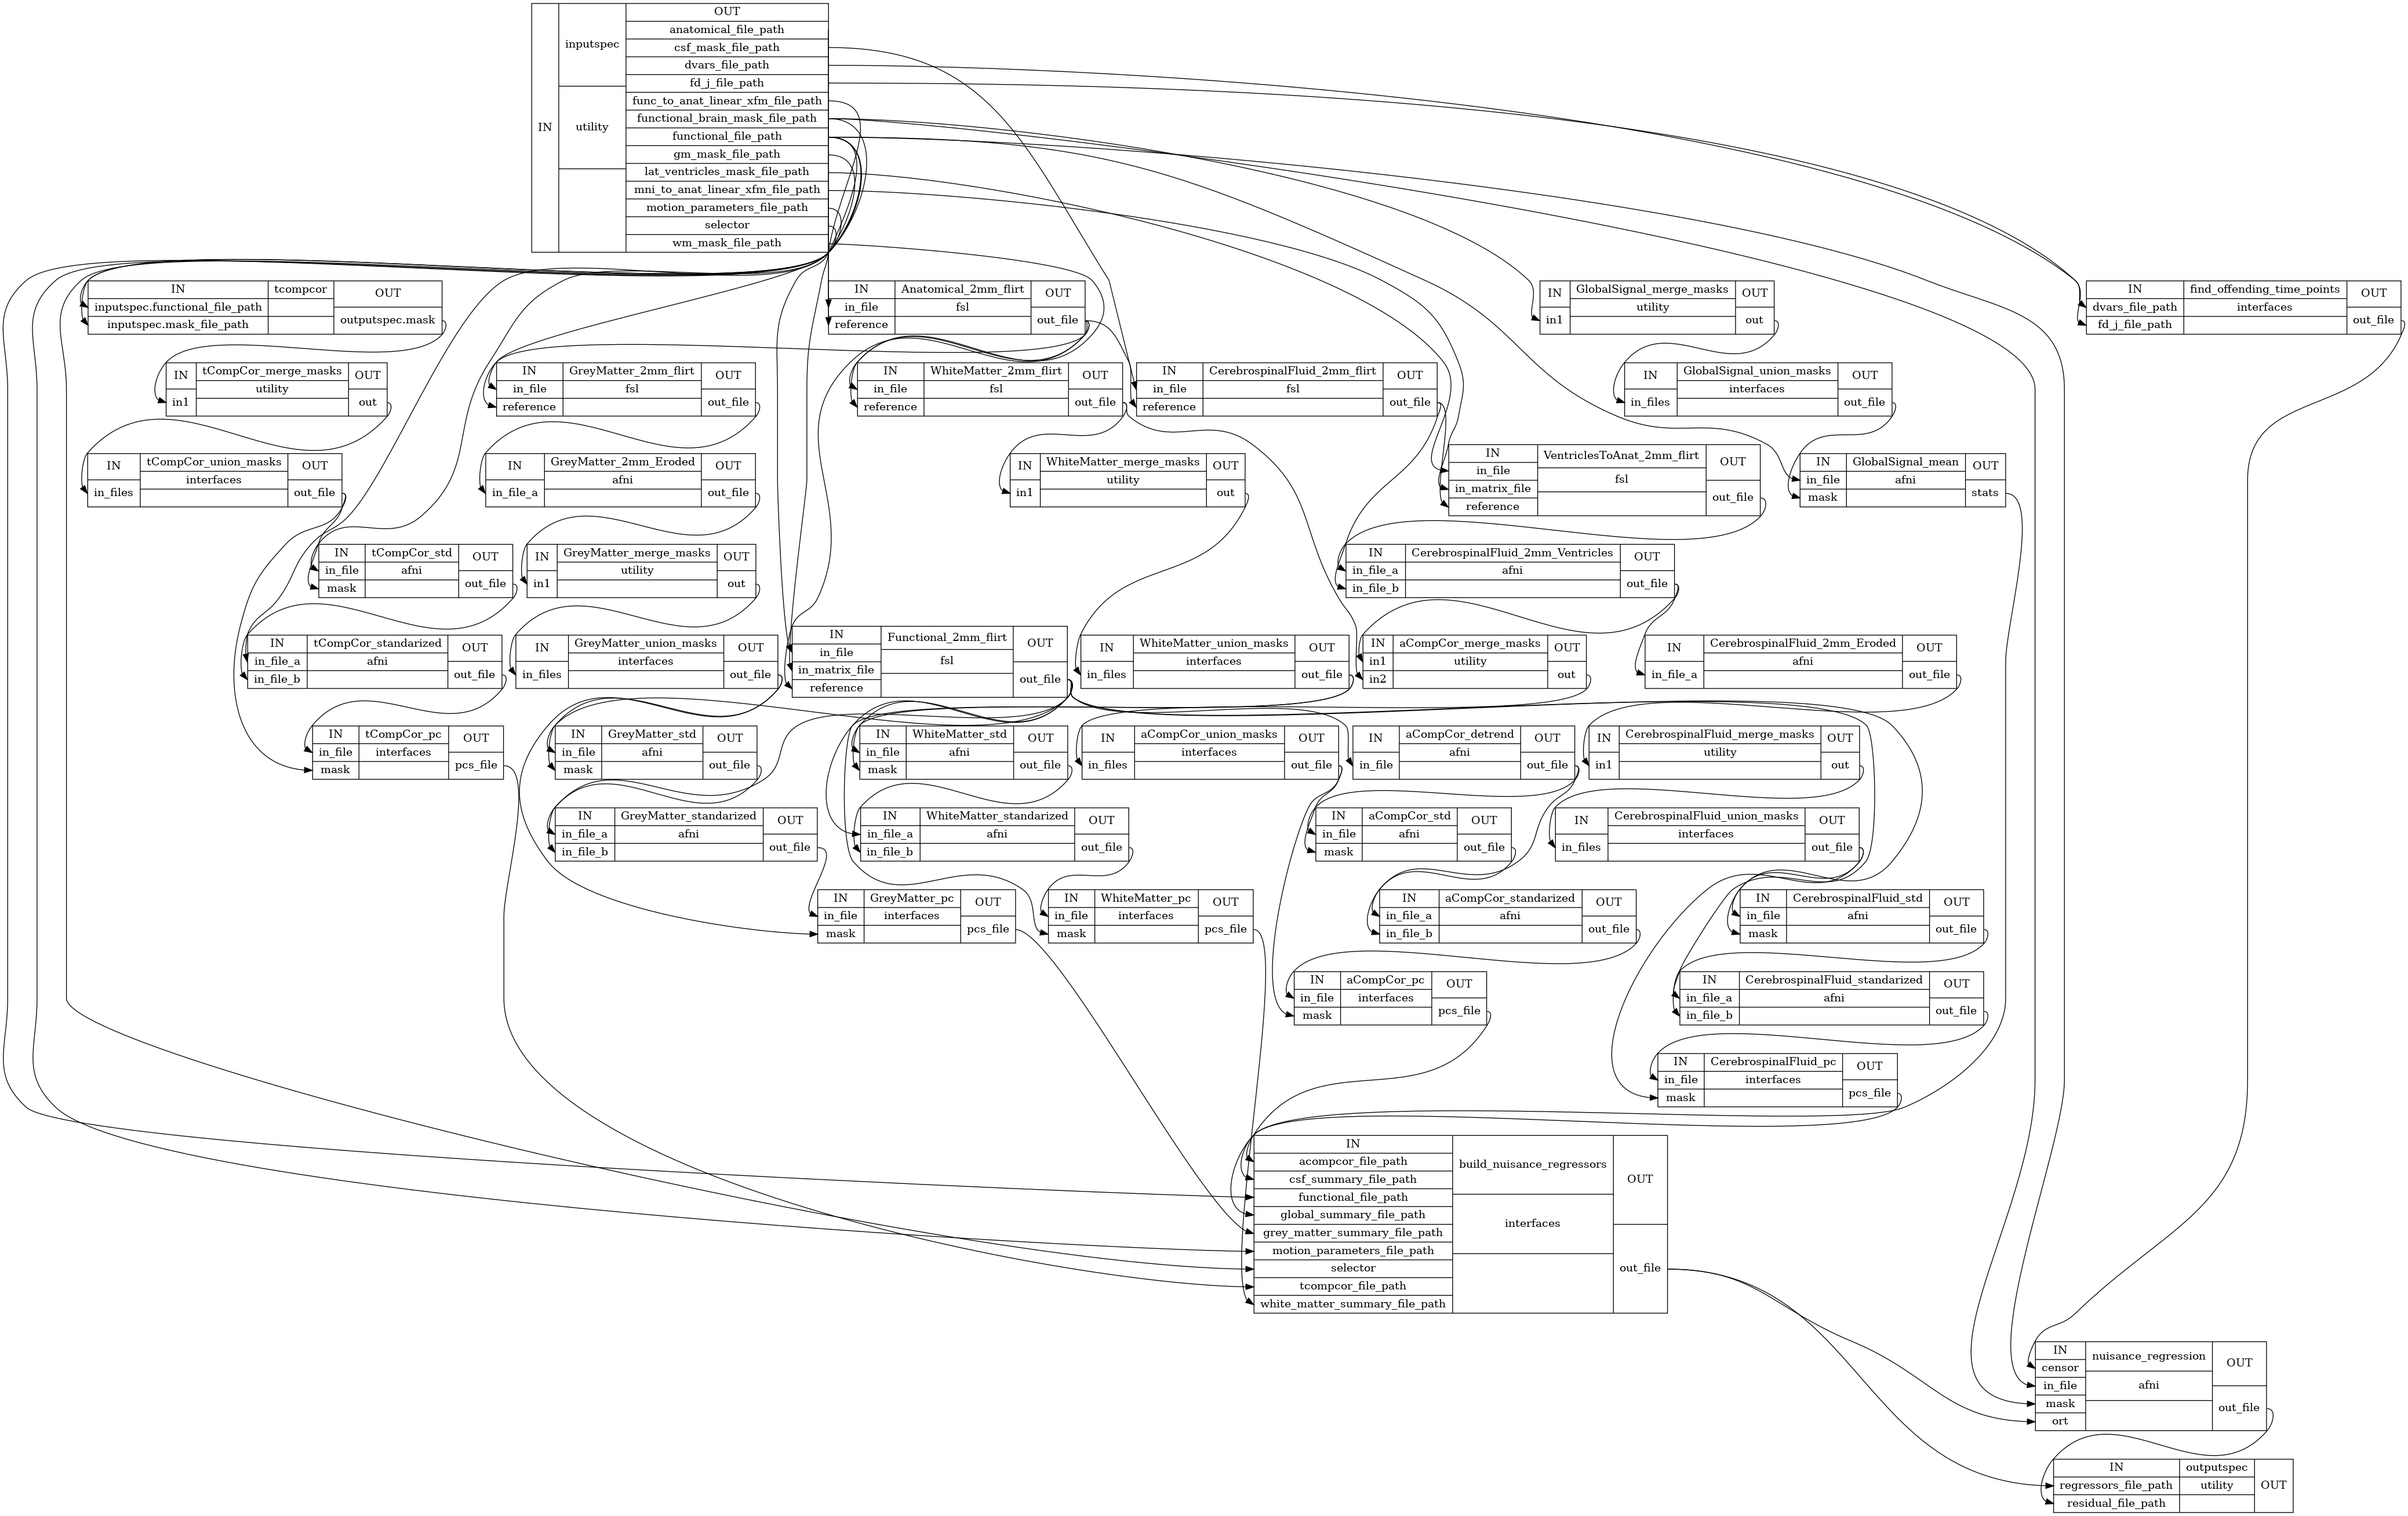 IN
inputspec
utility
OUT
anatomical_file_path
csf_mask_file_path
dvars_file_path
fd_j_file_path
func_to_anat_linear_xfm_file_path
functional_brain_mask_file_path
functional_file_path
gm_mask_file_path
lat_ventricles_mask_file_path
mni_to_anat_linear_xfm_file_path
motion_parameters_file_path
selector
wm_mask_file_path
IN
inputspec.functional_file_path
inputspec.mask_file_path
tcompcor
OUT
outputspec.mask
IN
in_file
reference
Anatomical_2mm_flirt
fsl
OUT
out_file
IN
in1
GlobalSignal_merge_masks
utility
OUT
out
IN
dvars_file_path
fd_j_file_path
find_offending_time_points
interfaces
OUT
out_file
IN
in1
tCompCor_merge_masks
utility
OUT
out
IN
in_file
reference
GreyMatter_2mm_flirt
fsl
OUT
out_file
IN
in_file
reference
WhiteMatter_2mm_flirt
fsl
OUT
out_file
IN
in_file
reference
CerebrospinalFluid_2mm_flirt
fsl
OUT
out_file
IN
in_files
GlobalSignal_union_masks
interfaces
OUT
out_file
IN
in_files
tCompCor_union_masks
interfaces
OUT
out_file
IN
in_file_a
GreyMatter_2mm_Eroded
afni
OUT
out_file
IN
in1
WhiteMatter_merge_masks
utility
OUT
out
IN
in_file
in_matrix_file
reference
VentriclesToAnat_2mm_flirt
fsl
OUT
out_file
IN
in_file
mask
GlobalSignal_mean
afni
OUT
stats
IN
in_file
mask
tCompCor_std
afni
OUT
out_file
IN
in1
GreyMatter_merge_masks
utility
OUT
out
IN
in_file_a
in_file_b
CerebrospinalFluid_2mm_Ventricles
afni
OUT
out_file
IN
in_file_a
in_file_b
tCompCor_standarized
afni
OUT
out_file
IN
in_files
GreyMatter_union_masks
interfaces
OUT
out_file
IN
in_file
in_matrix_file
reference
Functional_2mm_flirt
fsl
OUT
out_file
IN
in_files
WhiteMatter_union_masks
interfaces
OUT
out_file
IN
in1
in2
aCompCor_merge_masks
utility
OUT
out
IN
in_file_a
CerebrospinalFluid_2mm_Eroded
afni
OUT
out_file
IN
in_file
mask
tCompCor_pc
interfaces
OUT
pcs_file
IN
in_file
mask
GreyMatter_std
afni
OUT
out_file
IN
in_file
mask
WhiteMatter_std
afni
OUT
out_file
IN
in_files
aCompCor_union_masks
interfaces
OUT
out_file
IN
in_file
aCompCor_detrend
afni
OUT
out_file
IN
in1
CerebrospinalFluid_merge_masks
utility
OUT
out
IN
in_file_a
in_file_b
GreyMatter_standarized
afni
OUT
out_file
IN
in_file_a
in_file_b
WhiteMatter_standarized
afni
OUT
out_file
IN
in_file
mask
aCompCor_std
afni
OUT
out_file
IN
in_files
CerebrospinalFluid_union_masks
interfaces
OUT
out_file
IN
in_file
mask
GreyMatter_pc
interfaces
OUT
pcs_file
IN
in_file
mask
WhiteMatter_pc
interfaces
OUT
pcs_file
IN
in_file_a
in_file_b
aCompCor_standarized
afni
OUT
out_file
IN
in_file
mask
CerebrospinalFluid_std
afni
OUT
out_file
IN
in_file
mask
aCompCor_pc
interfaces
OUT
pcs_file
IN
in_file_a
in_file_b
CerebrospinalFluid_standarized
afni
OUT
out_file
IN
in_file
mask
CerebrospinalFluid_pc
interfaces
OUT
pcs_file
IN
acompcor_file_path
csf_summary_file_path
functional_file_path
global_summary_file_path
grey_matter_summary_file_path
motion_parameters_file_path
selector
tcompcor_file_path
white_matter_summary_file_path
build_nuisance_regressors
interfaces
OUT
out_file
IN
censor
in_file
mask
ort
nuisance_regression
afni
OUT
out_file
IN
regressors_file_path
residual_file_path
outputspec
utility
OUT